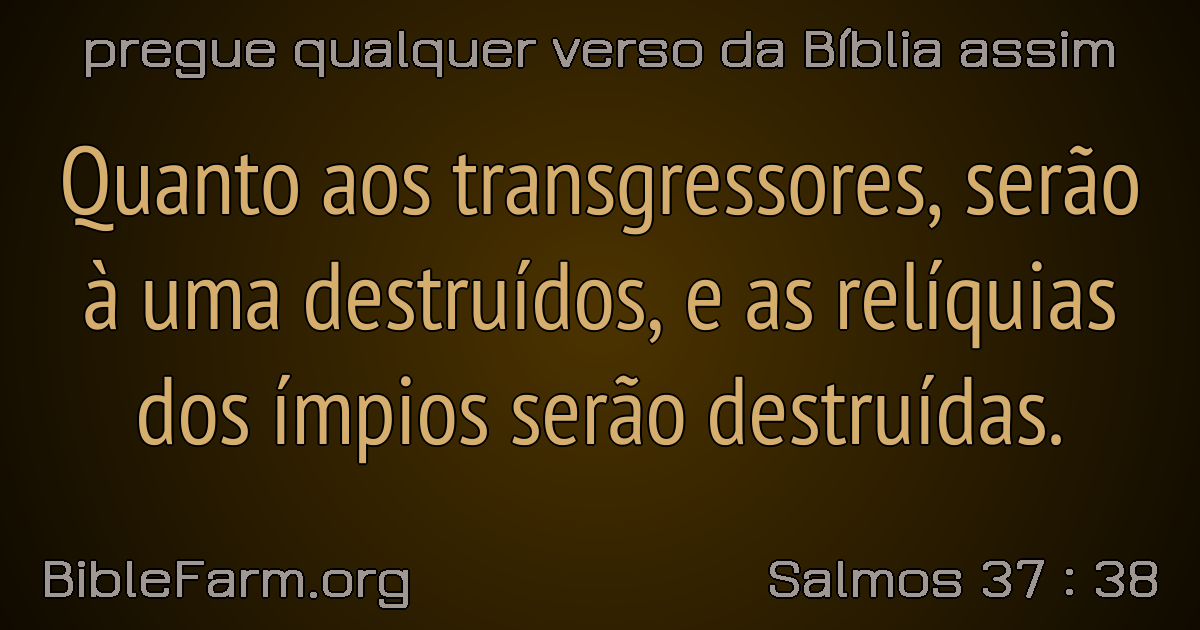 pregue qualquer verso da Bíblia assim
Quanto aos transgressores, serão
à uma destruídos, e as relíquias
dos ímpios serão destruídas.
BibleFarm.org
Salmos 37 : 38